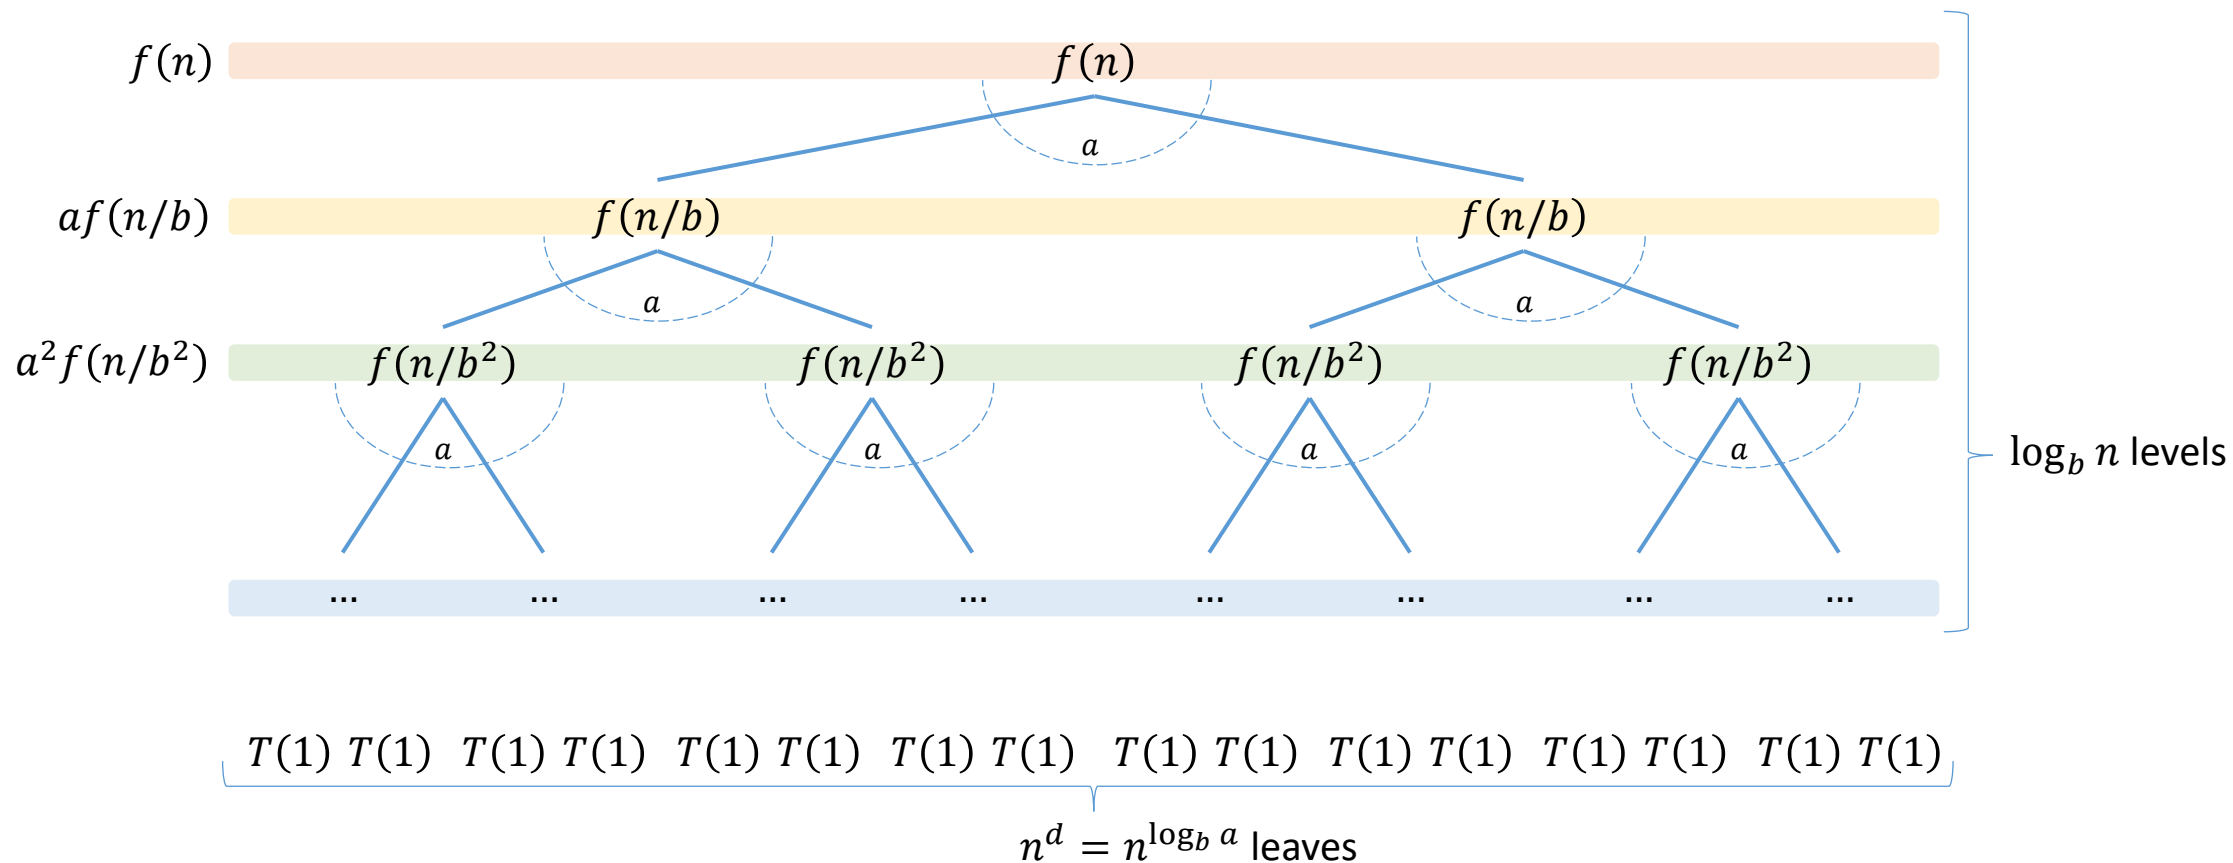 f(n) f(n)
a
af(n/b) f(n/b) f(n/b)
a a
a²f(n/b²) f(n/b²) f(n/b²) f(n/b²) f(n/b²)
a a a a
log_b n levels
... ... ... ... ... ... ... ...
T(1) T(1) T(1) T(1) T(1) T(1) T(1) T(1) T(1) T(1) T(1) T(1) T(1) T(1) T(1) T(1)
n^d = n^{log_b a} leaves